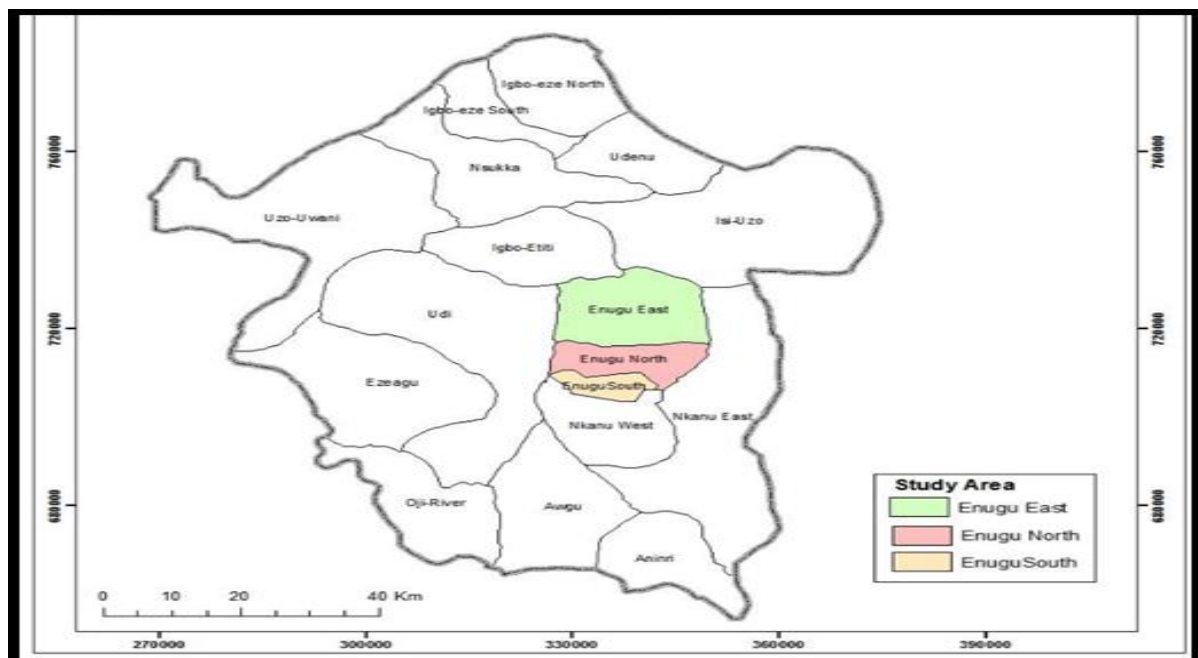 Igbo-eze North
Igbo-eze South
Udenu
Nsukka
Uzo-Uwani
Isi-Uzo
Igbo-Etiti
Udi
Enugu East
Enugu North
EnuguSouth
Ezeagu
Nkanu East
Nkanu West
Oji-River
Awgu
Aninri
Study Area
Enugu East
Enugu North
EnuguSouth
0 10 20 40 Km
760000
720000
680000
760000
720000
680000
270000 300000 330000 360000 390000